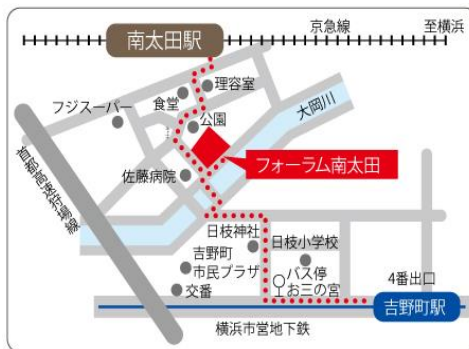 南太田駅
京急線
至横浜
理容室
食堂
フジスーパー
公園
大岡川
フォーラム南太田
佐藤病院
首都高速狩場線
日枝神社
日枝小学校
吉野町
市民プラザ
バス停
お三の宮
交番
4番出口
吉野町駅
横浜市営地下鉄